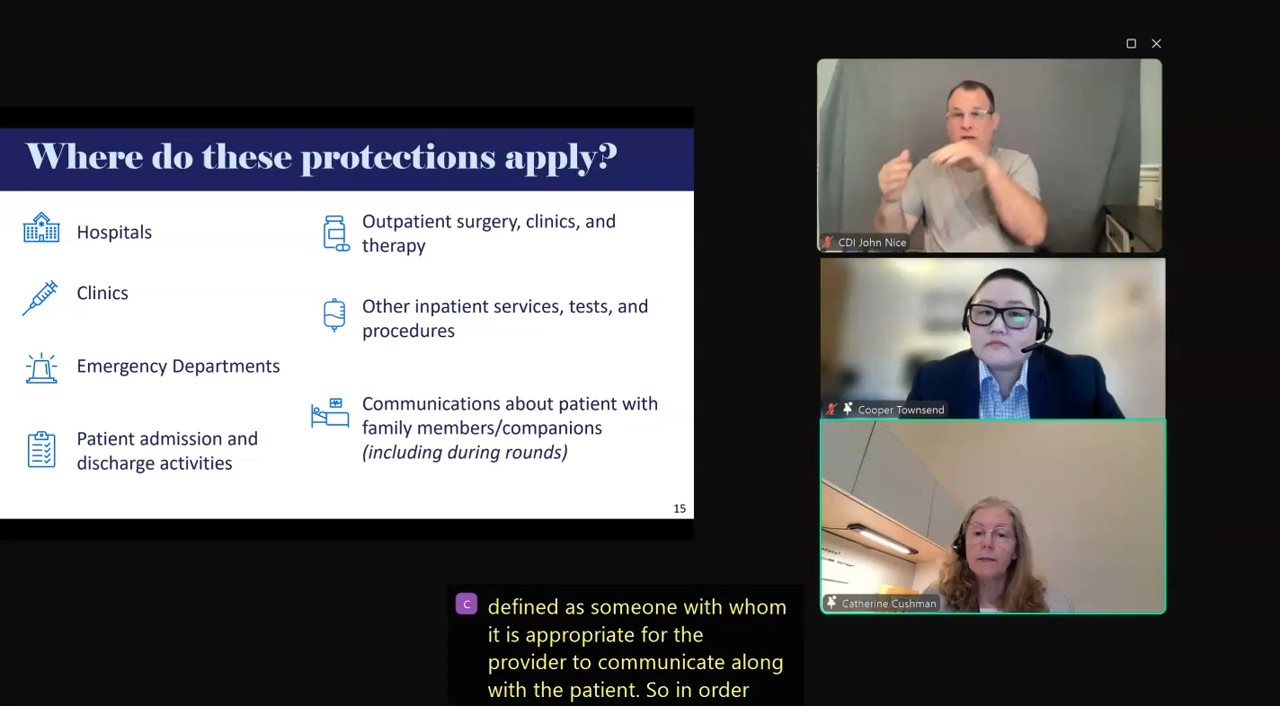 Where do these protections apply?
Hospitals
Clinics
Emergency Departments
Patient admission and
discharge activities
Outpatient surgery, clinics, and
therapy
Other inpatient services, tests, and
procedures
Communications about patient with
family members/companions
(including during rounds)
15
CDI John Nice
Cooper Townsend
Catherine Cushman
C
defined as someone with whom
it is appropriate for the
provider to communicate along
with the patient. So in order